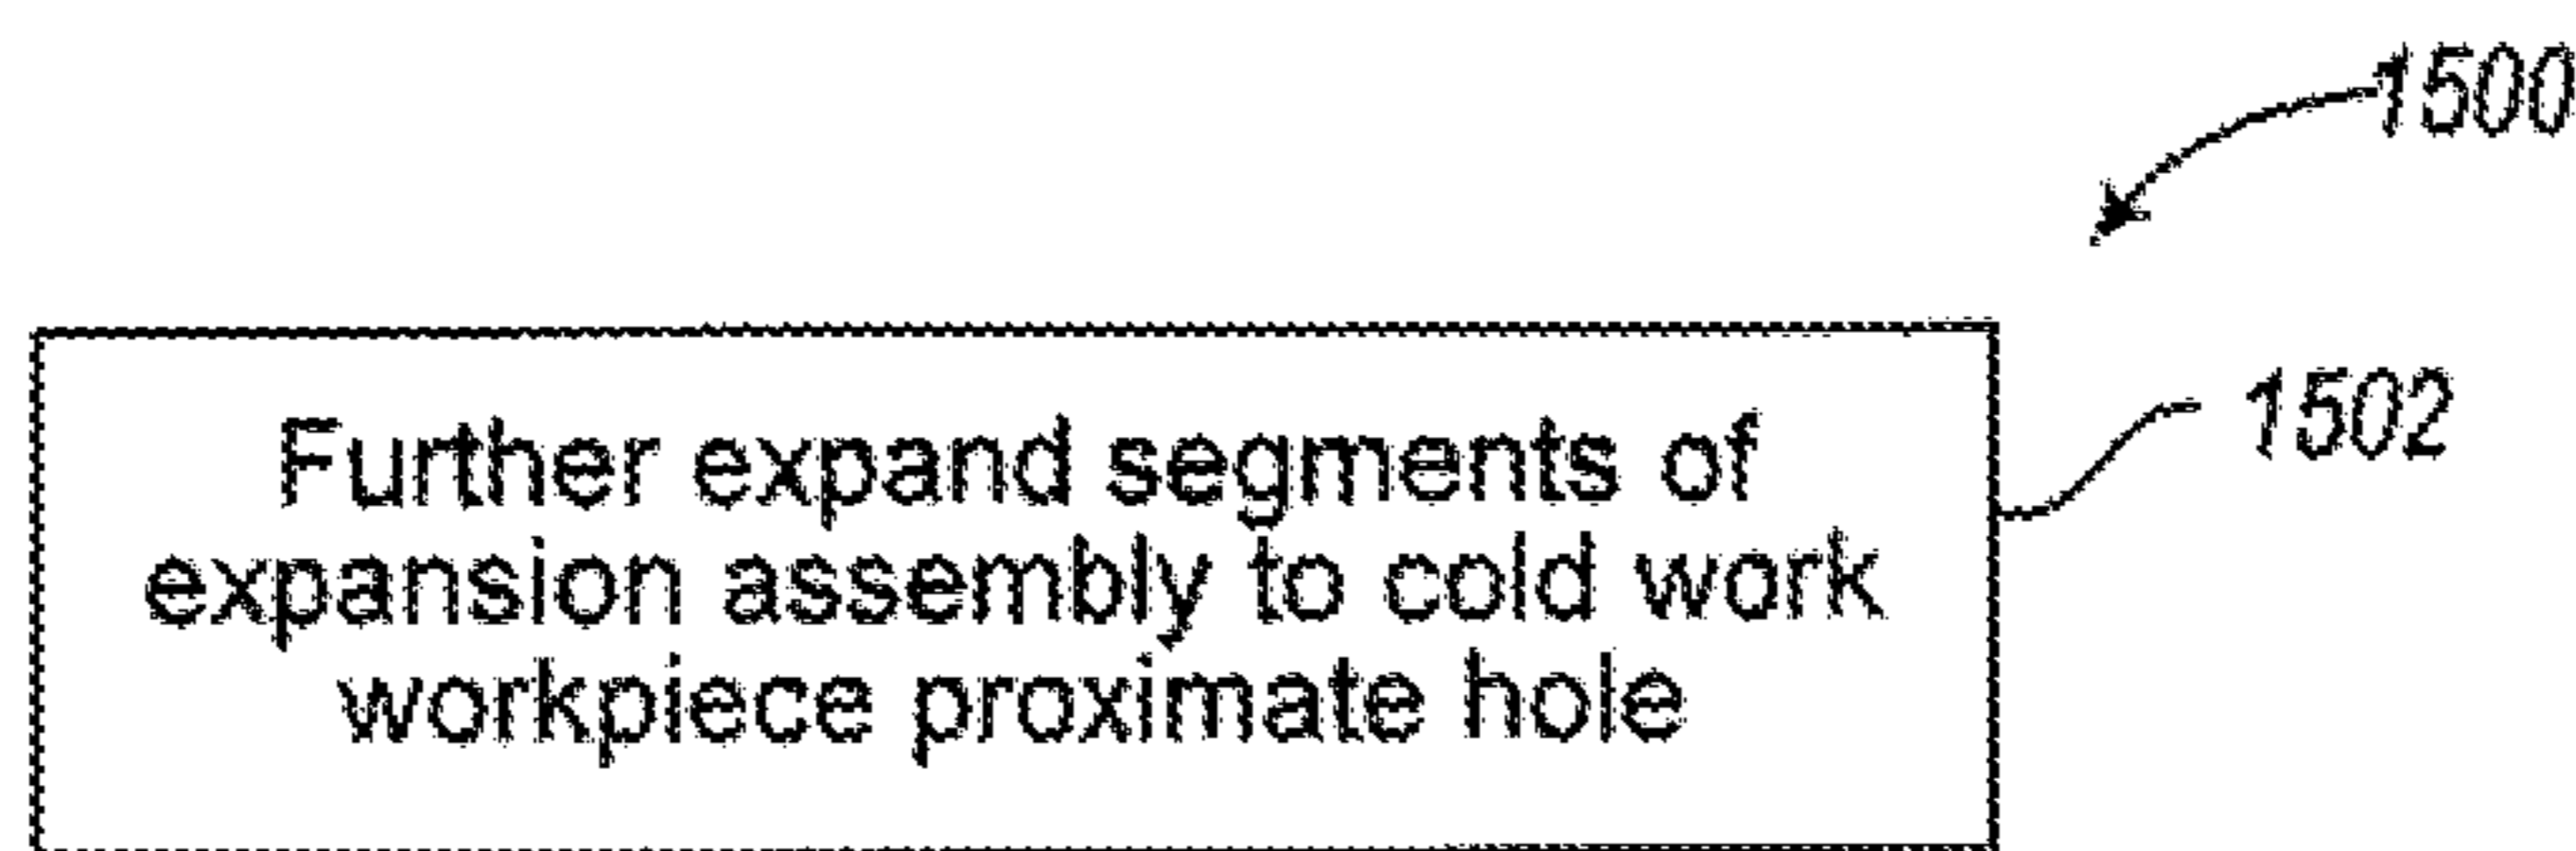 1500
1502
Further expand segments of
expansion assembly to cold work
workpiece proximate hole